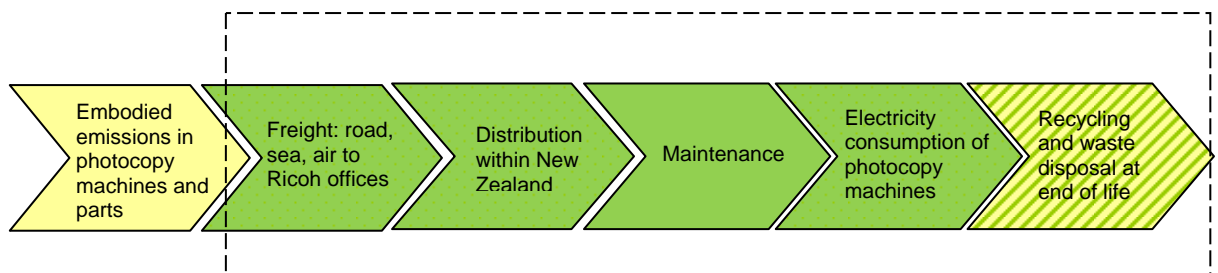 Embodied
emissions in
photocopy
machines and
parts
Freight: road,
sea, air to
Ricoh offices
Distribution
within New
Zealand
Maintenance
Electricity
consumption of
photocopy
machines
Recycling
and waste
disposal at
end of life